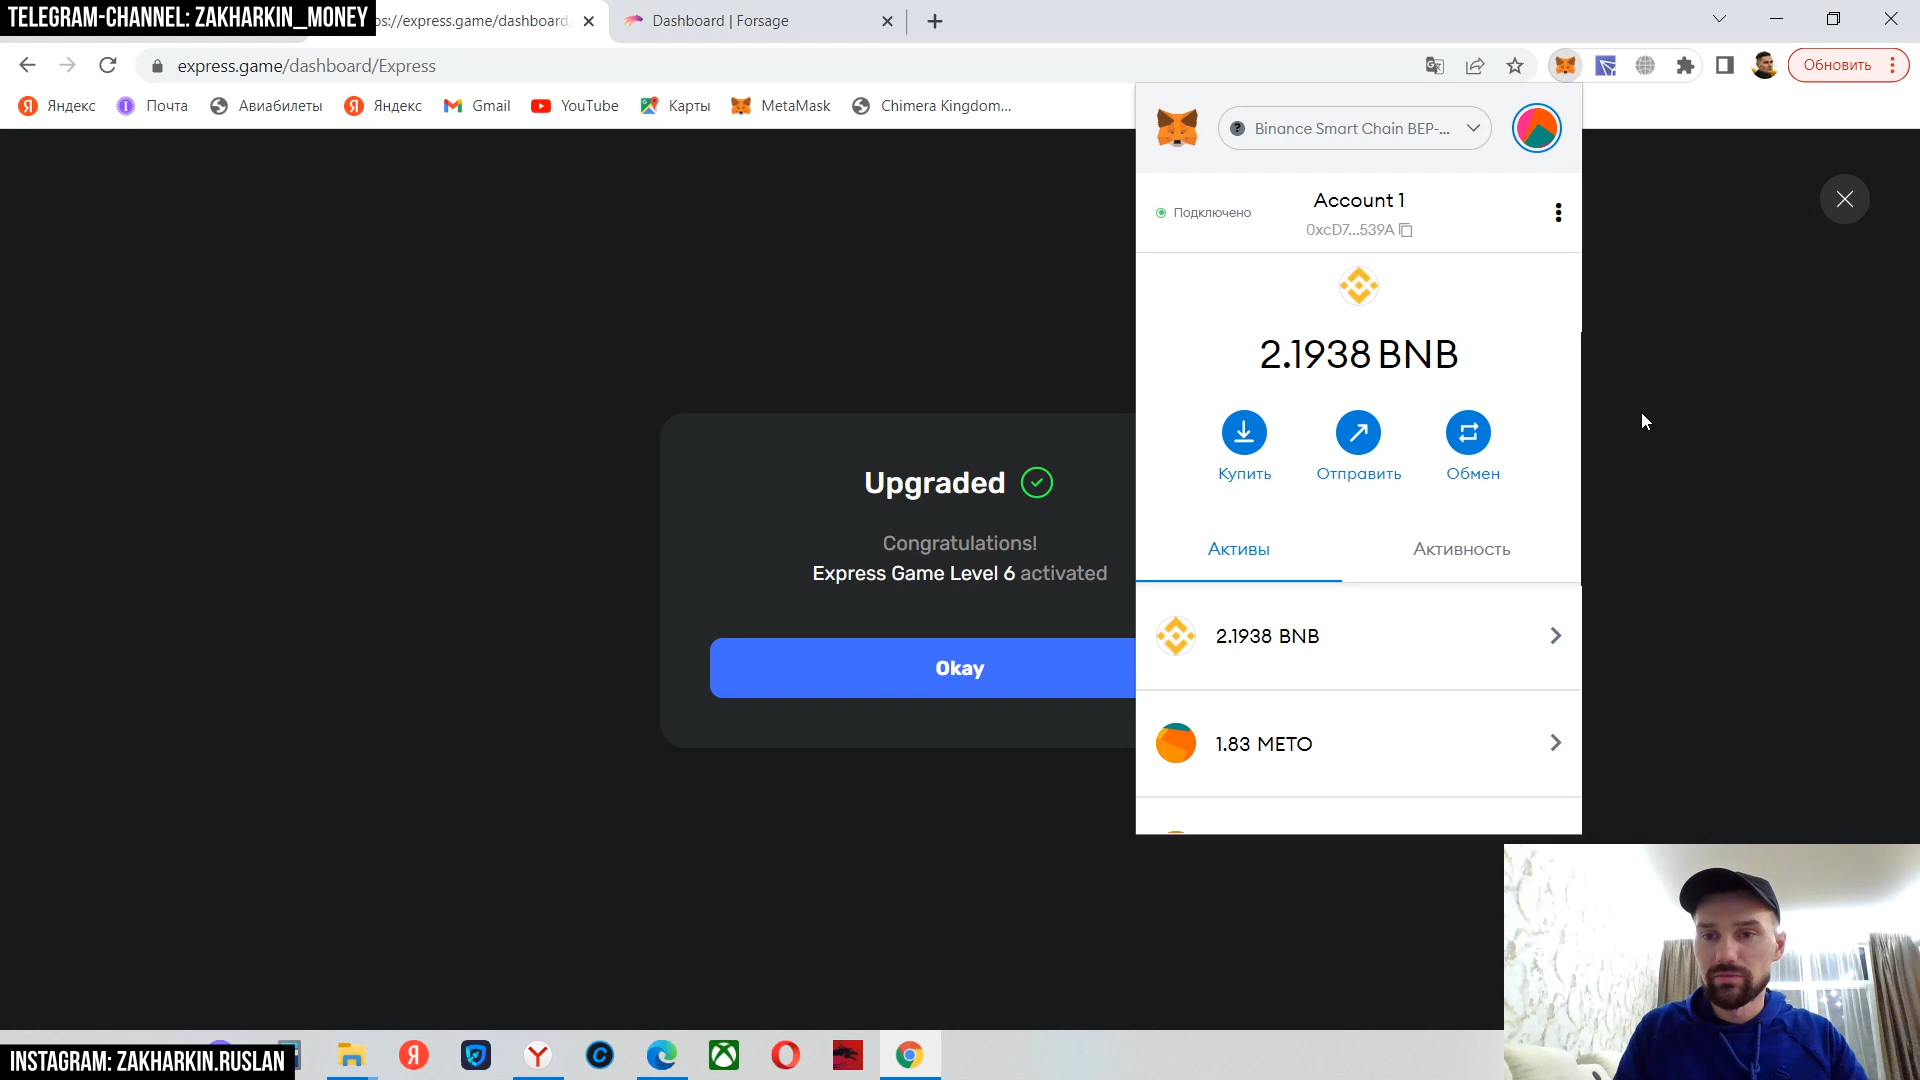 TELEGRAM-CHANNEL: ZAKHARKIN_MONEY
ps://express.game/dashboard/
Dashboard | Forsage
express.game/dashboard/Express
Обновить
Яндекс
Почта
Авиабилеты
Яндекс
Gmail
YouTube
Карты
MetaMask
Chimera Kingdom...
Binance Smart Chain BEP-...
Подключено
Account 1
0xcD7...539A
2.1938 BNB
Купить
Отправить
Обмен
Активы
Активность
2.1938 BNB
1.83 METO
Upgraded
Congratulations!
Express Game Level 6 activated
Okay
INSTAGRAM: ZAKHARKIN.RUSLAN